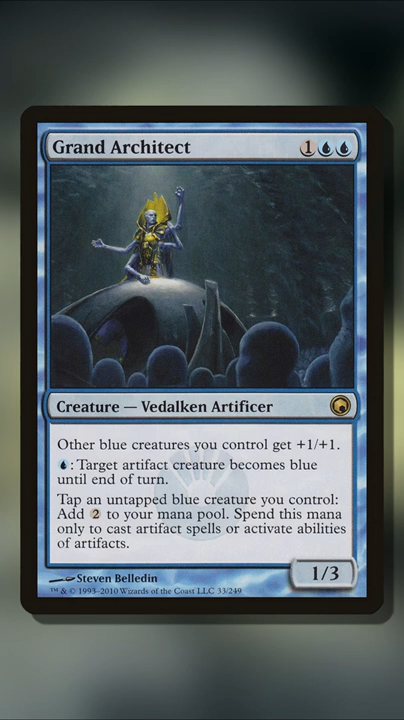 Grand Architect 1
Creature — Vedalken Artificer
Other blue creatures you control get +1/+1.
: Target artifact creature becomes blue
until end of turn.
Tap an untapped blue creature you control:
Add 2 to your mana pool. Spend this mana
only to cast artifact spells or activate abilities
of artifacts.
1/3
Steven Belledin
™ & © 1993–2010 Wizards of the Coast LLC 33/249